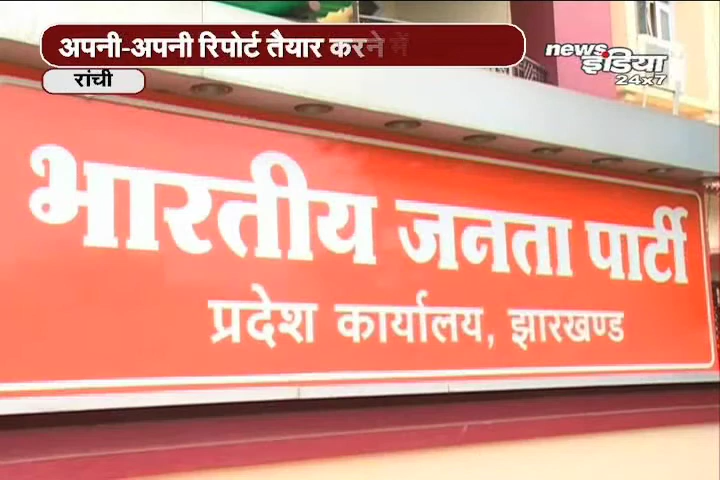 अपनी-अपनी रिपोर्ट तैयार करने में
रांची
news
इंडिया
24x7
भारतीय जनता पार्टी
प्रदेश कार्यालय, झारखण्ड